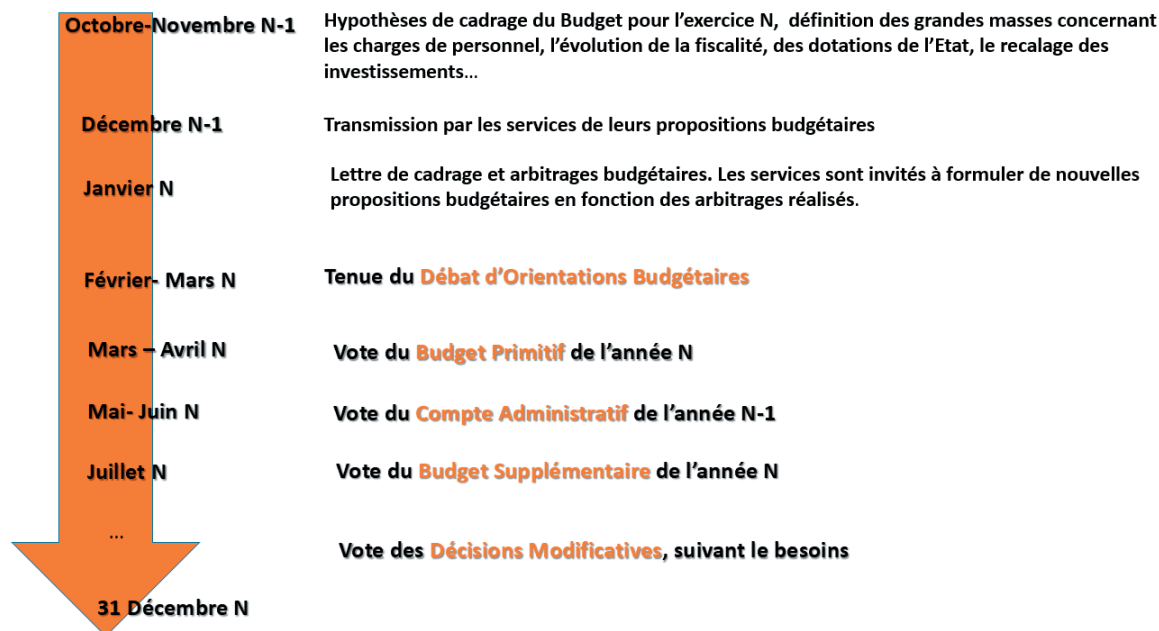 Octobre-Novembre N-1
Hypothèses de cadrage du Budget pour l'exercice N, définition des grandes masses concernant
les charges de personnel, l'évolution de la fiscalité, des dotations de l'Etat, le recalage des
investissements...
Décembre N-1
Transmission par les services de leurs propositions budgétaires
Janvier N
Lettre de cadrage et arbitrages budgétaires. Les services sont invités à formuler de nouvelles
propositions budgétaires en fonction des arbitrages réalisés.
Février- Mars N
Tenue du Débat d'Orientations Budgétaires
Mars – Avril N
Vote du Budget Primitif de l'année N
Mai- Juin N
Vote du Compte Administratif de l'année N-1
Juillet N
Vote du Budget Supplémentaire de l'année N
...
Vote des Décisions Modificatives, suivant le besoins
31 Décembre N